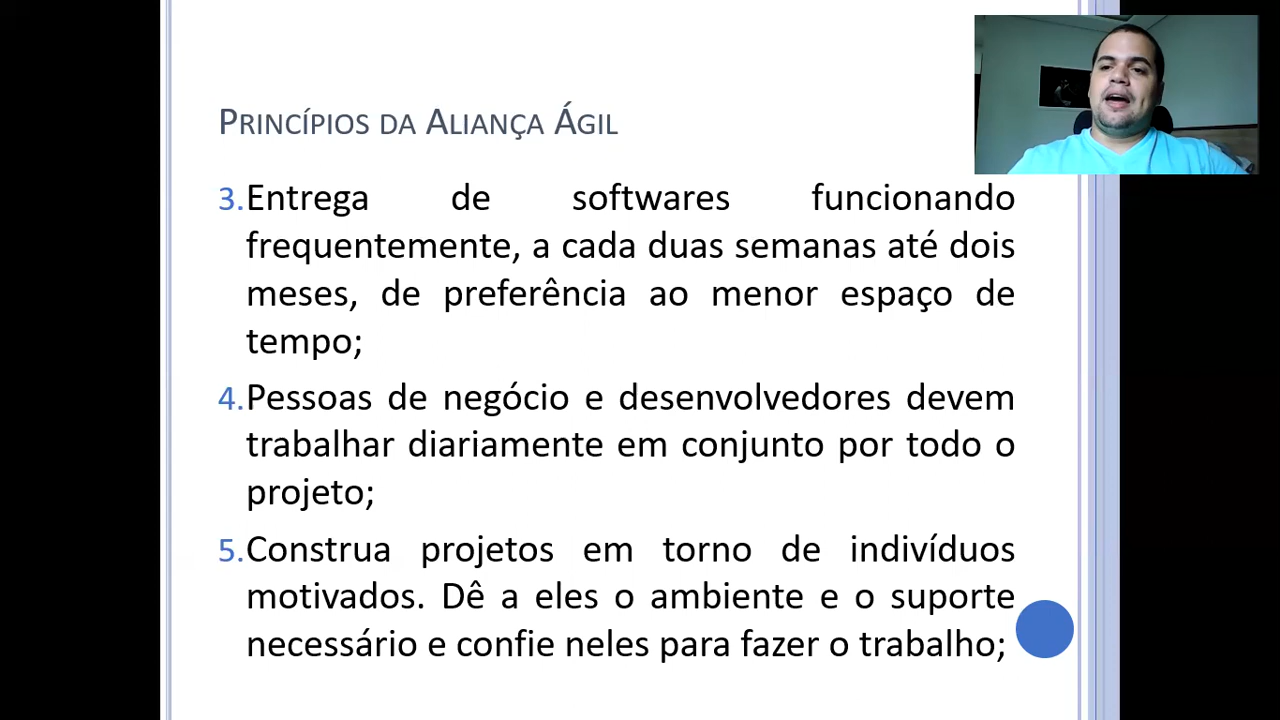 Princípios da Aliança Ágil
3. Entrega de softwares funcionando
frequentemente, a cada duas semanas até dois
meses, de preferência ao menor espaço de
tempo;
4. Pessoas de negócio e desenvolvedores devem
trabalhar diariamente em conjunto por todo o
projeto;
5. Construa projetos em torno de indivíduos
motivados. Dê a eles o ambiente e o suporte
necessário e confie neles para fazer o trabalho;